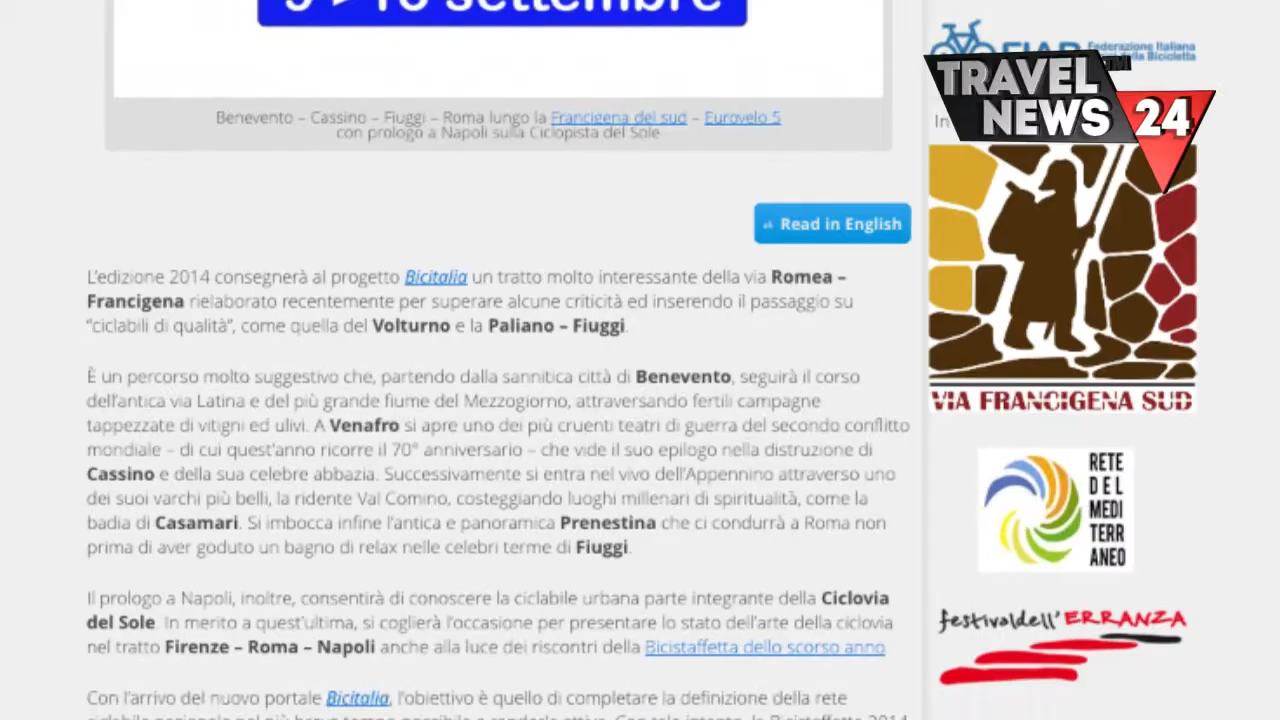 settembre
Benevento – Cassino – Fiuggi – Roma lungo la Francigena del sud – Eurovelo 5
con prologo a Napoli sulla Ciclopista del Sole
Read in English
L'edizione 2014 consegnerà al progetto Bicitalia un tratto molto interessante della via Romea –
Francigena rielaborato recentemente per superare alcune criticità ed inserendo il passaggio su
“ciclabili di qualità”, come quella del Volturno e la Paliano – Fiuggi.
È un percorso molto suggestivo che, partendo dalla sannitica città di Benevento, seguirà il corso
dell'antica via Latina e del più grande fiume del Mezzogiorno, attraversando fertili campagne
tappezzate di vitigni ed ulivi. A Venafro si apre uno dei più cruenti teatri di guerra del secondo conflitto
mondiale – di cui quest'anno ricorre il 70° anniversario – che vide il suo epilogo nella distruzione di
Cassino e della sua celebre abbazia. Successivamente si entra nel vivo dell'Appennino attraverso uno
dei suoi varchi più belli, la ridente Val Comino, costeggiando luoghi millenari di spiritualità, come la
badia di Casamari. Si imbocca infine l'antica e panoramica Prenestina che ci condurrà a Roma non
prima di aver goduto un bagno di relax nelle celebri terme di Fiuggi.
Il prologo a Napoli, inoltre, consentirà di conoscere la ciclabile urbana parte integrante della Ciclovia
del Sole. In merito a quest'ultima, si coglierà l'occasione per presentare lo stato dell'arte della ciclovia
nel tratto Firenze – Roma – Napoli anche alla luce dei riscontri della Bicistaffetta dello scorso anno
Con l'arrivo del nuovo portale Bicitalia, l'obiettivo è quello di completare la definizione della rete
Federazione Italiana
della Bicicletta
TRAVEL
NEWS 24
In
VIA FRANCIGENA SUD
RETE
DEL
MEDI
TERR
ANEO
festival dell'ERRANZA